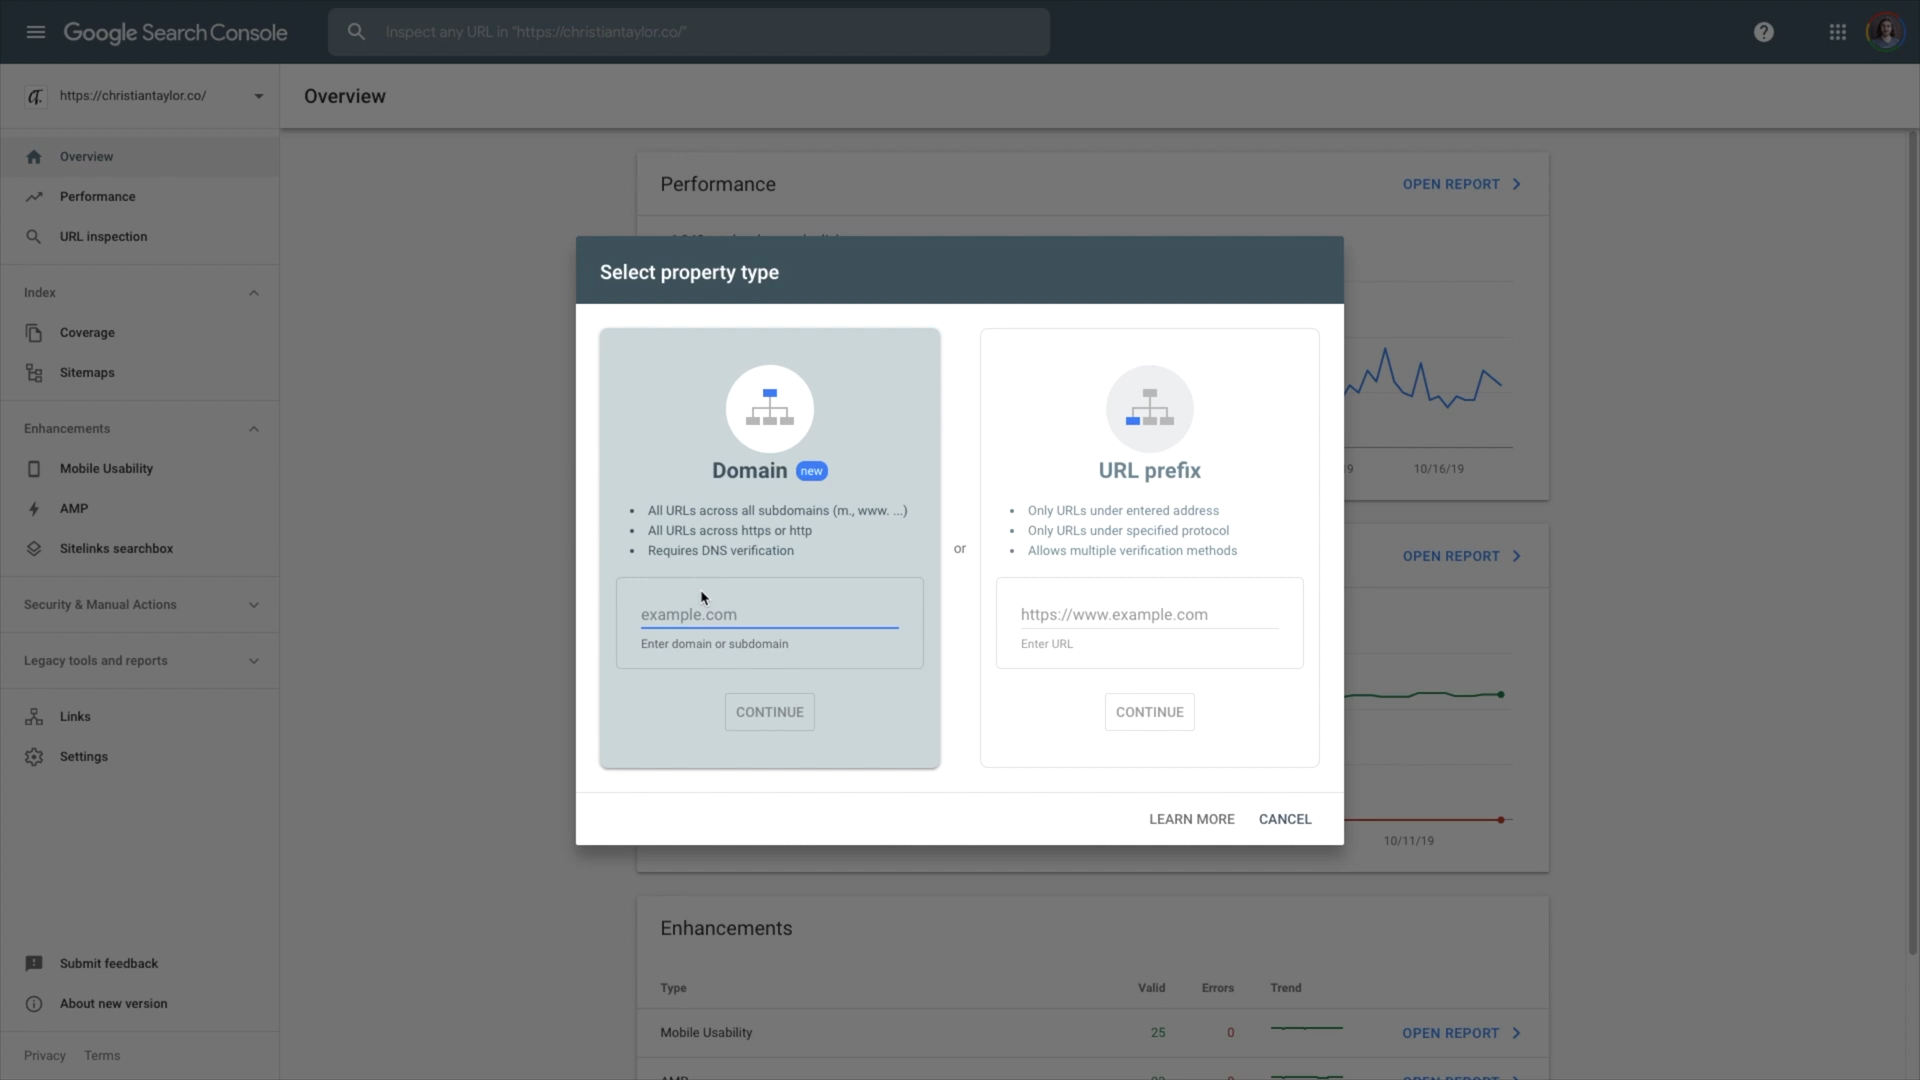 Google Search Console
Inspect any URL in "https://christiantaylor.co/"
https://christiantaylor.co/
Overview
Overview
Performance
URL inspection
Index
Coverage
Sitemaps
Enhancements
Mobile Usability
AMP
Sitelinks searchbox
Security & Manual Actions
Legacy tools and reports
Links
Settings
Submit feedback
About new version
Privacy Terms
Performance
OPEN REPORT
10/16/19
OPEN REPORT
10/11/19
Select property type
Domain new
All URLs across all subdomains (m., www. ...)
All URLs across https or http
Requires DNS verification
example.com
Enter domain or subdomain
CONTINUE
or
URL prefix
Only URLs under entered address
Only URLs under specified protocol
Allows multiple verification methods
https://www.example.com
Enter URL
CONTINUE
LEARN MORE CANCEL
Enhancements
Type Valid Errors Trend
Mobile Usability 25 0 OPEN REPORT